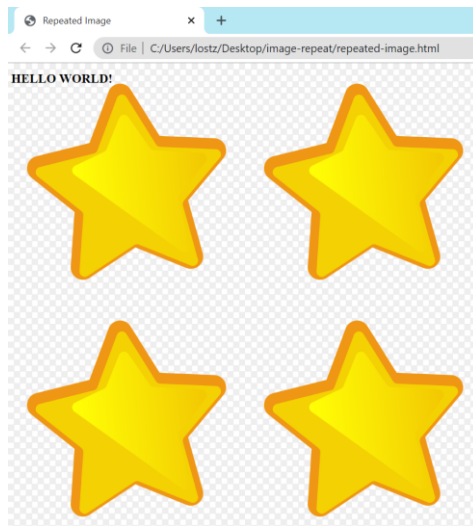 Repeated Image
File | C:/Users/lostz/Desktop/image-repeat/repeated-image.html
HELLO WORLD!